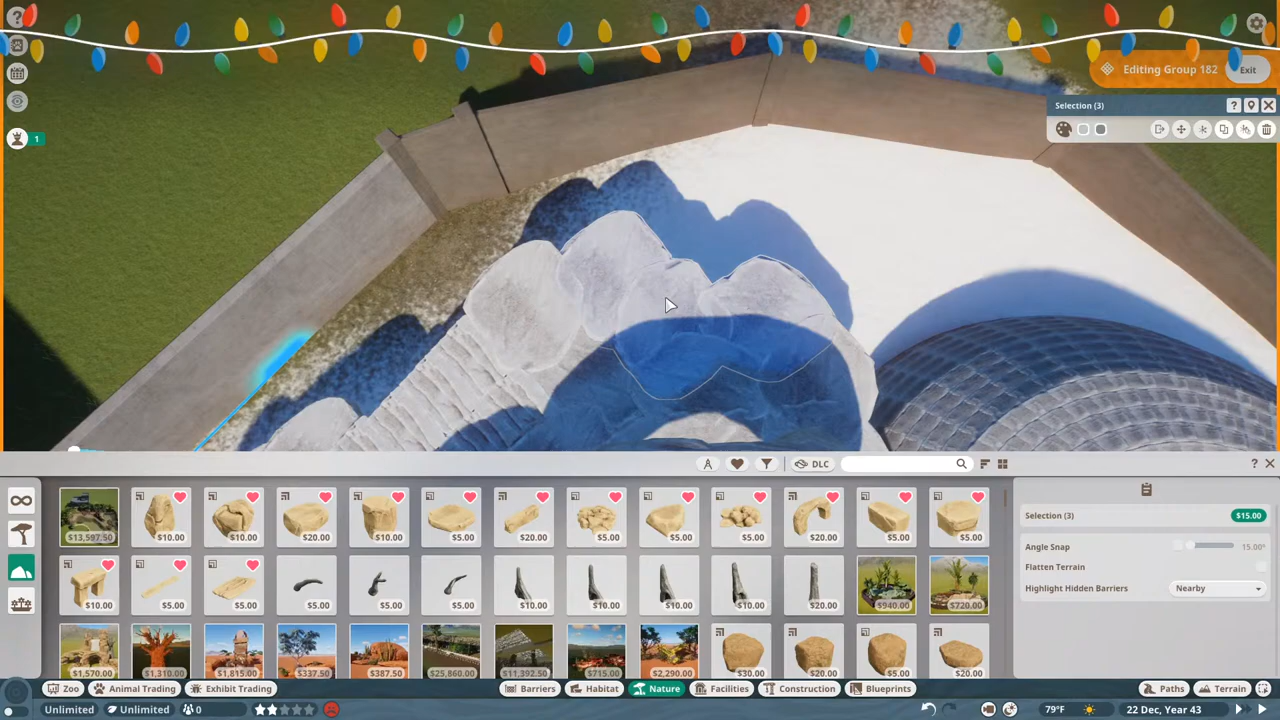 ?
Editing Group 182 Exit
Selection (3) ?
1
DLC
?
$13,597.50 $10.00 $10.00 $20.00 $10.00 $5.00 $20.00 $5.00 $5.00 $5.00 $20.00 $5.00 $5.00
$10.00 $5.00 $5.00 $5.00 $5.00 $5.00 $10.00 $10.00 $10.00 $10.00 $20.00 $940.00 $720.00
$1,570.00 $1,310.00 $1,815.00 $337.50 $387.50 $25,860.00 $11,392.50 $715.00 $2,290.00 $30.00 $20.00 $5.00 $20.00
Selection (3) $15.00
Angle Snap 15.00°
Flatten Terrain
Highlight Hidden Barriers Nearby
Zoo Animal Trading Exhibit Trading Barriers Habitat Nature Facilities Construction Blueprints Paths Terrain
Unlimited Unlimited 0 79°F 22 Dec, Year 43